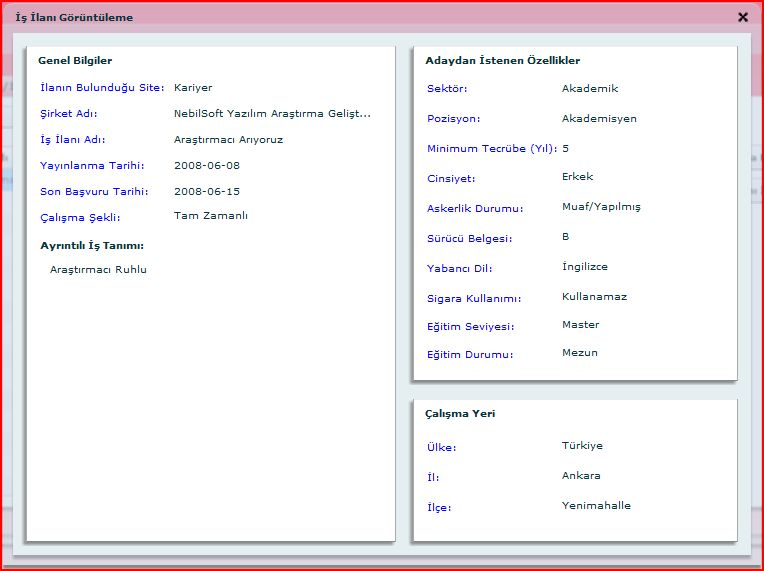 İş İlanı Görüntüleme
Genel Bilgiler
İlanın Bulunduğu Site: Kariyer
Şirket Adı: NebilSoft Yazılım Araştırma Gelişt...
İş İlanı Adı: Araştırmacı Arıyoruz
Yayınlanma Tarihi: 2008-06-08
Son Başvuru Tarihi: 2008-06-15
Çalışma Şekli: Tam Zamanlı
Ayrıntılı İş Tanımı:
Araştırmacı Ruhlu
Adaydan İstenen Özellikler
Sektör: Akademik
Pozisyon: Akademisyen
Minimum Tecrübe (Yıl): 5
Cinsiyet: Erkek
Askerlik Durumu: Muaf/Yapılmış
Sürücü Belgesi: B
Yabancı Dil: İngilizce
Sigara Kullanımı: Kullanamaz
Eğitim Seviyesi: Master
Eğitim Durumu: Mezun
Çalışma Yeri
Ülke: Türkiye
İl: Ankara
İlçe: Yenimahalle